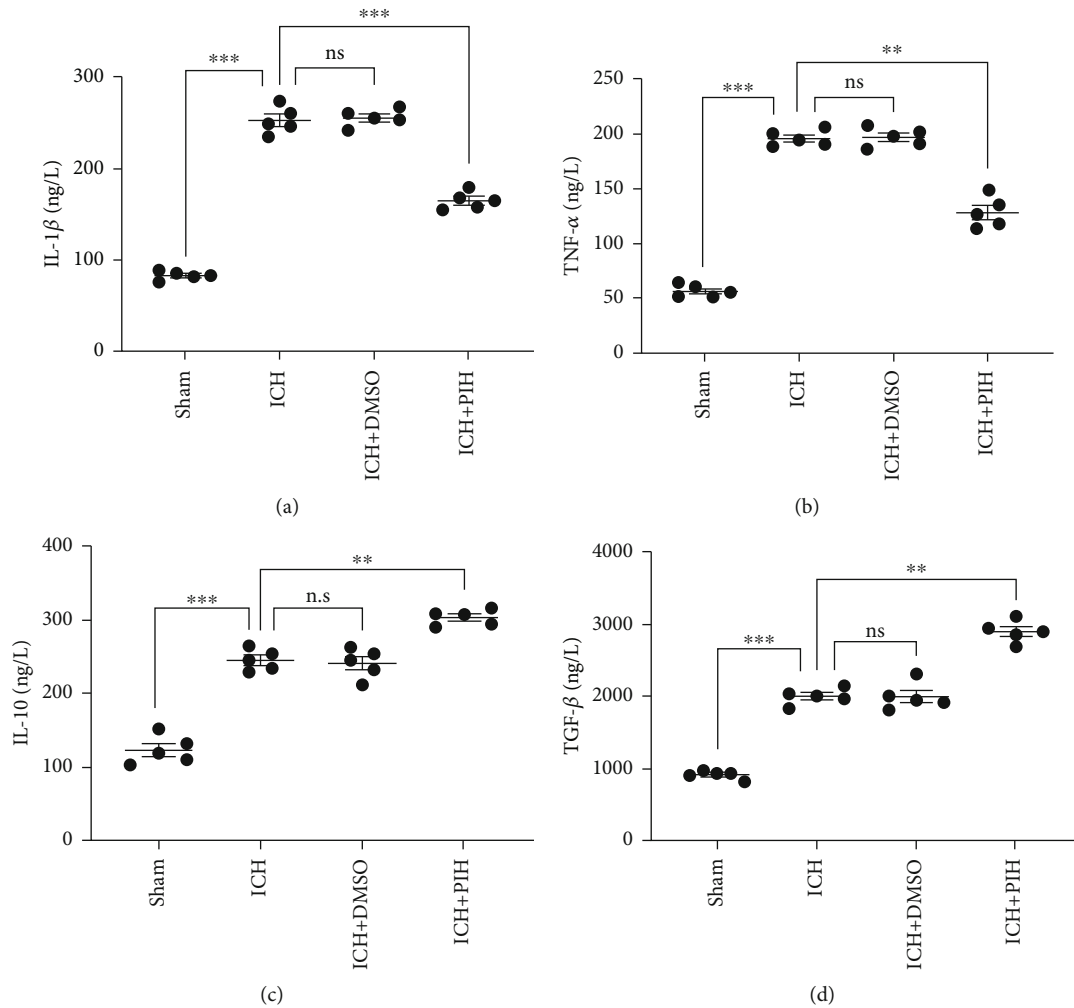 ***
*** ns
300
200
100
0
IL-1β (ng/L)
Sham
ICH
ICH+DMSO
ICH+PIH
(a)
**
*** ns
250
200
150
100
50
0
TNF-α (ng/L)
Sham
ICH
ICH+DMSO
ICH+PIH
(b)
**
*** n.s
400
300
200
100
0
IL-10 (ng/L)
Sham
ICH
ICH+DMSO
ICH+PIH
(c)
**
*** ns
4000
3000
2000
1000
0
TGF-β (ng/L)
Sham
ICH
ICH+DMSO
ICH+PIH
(d)